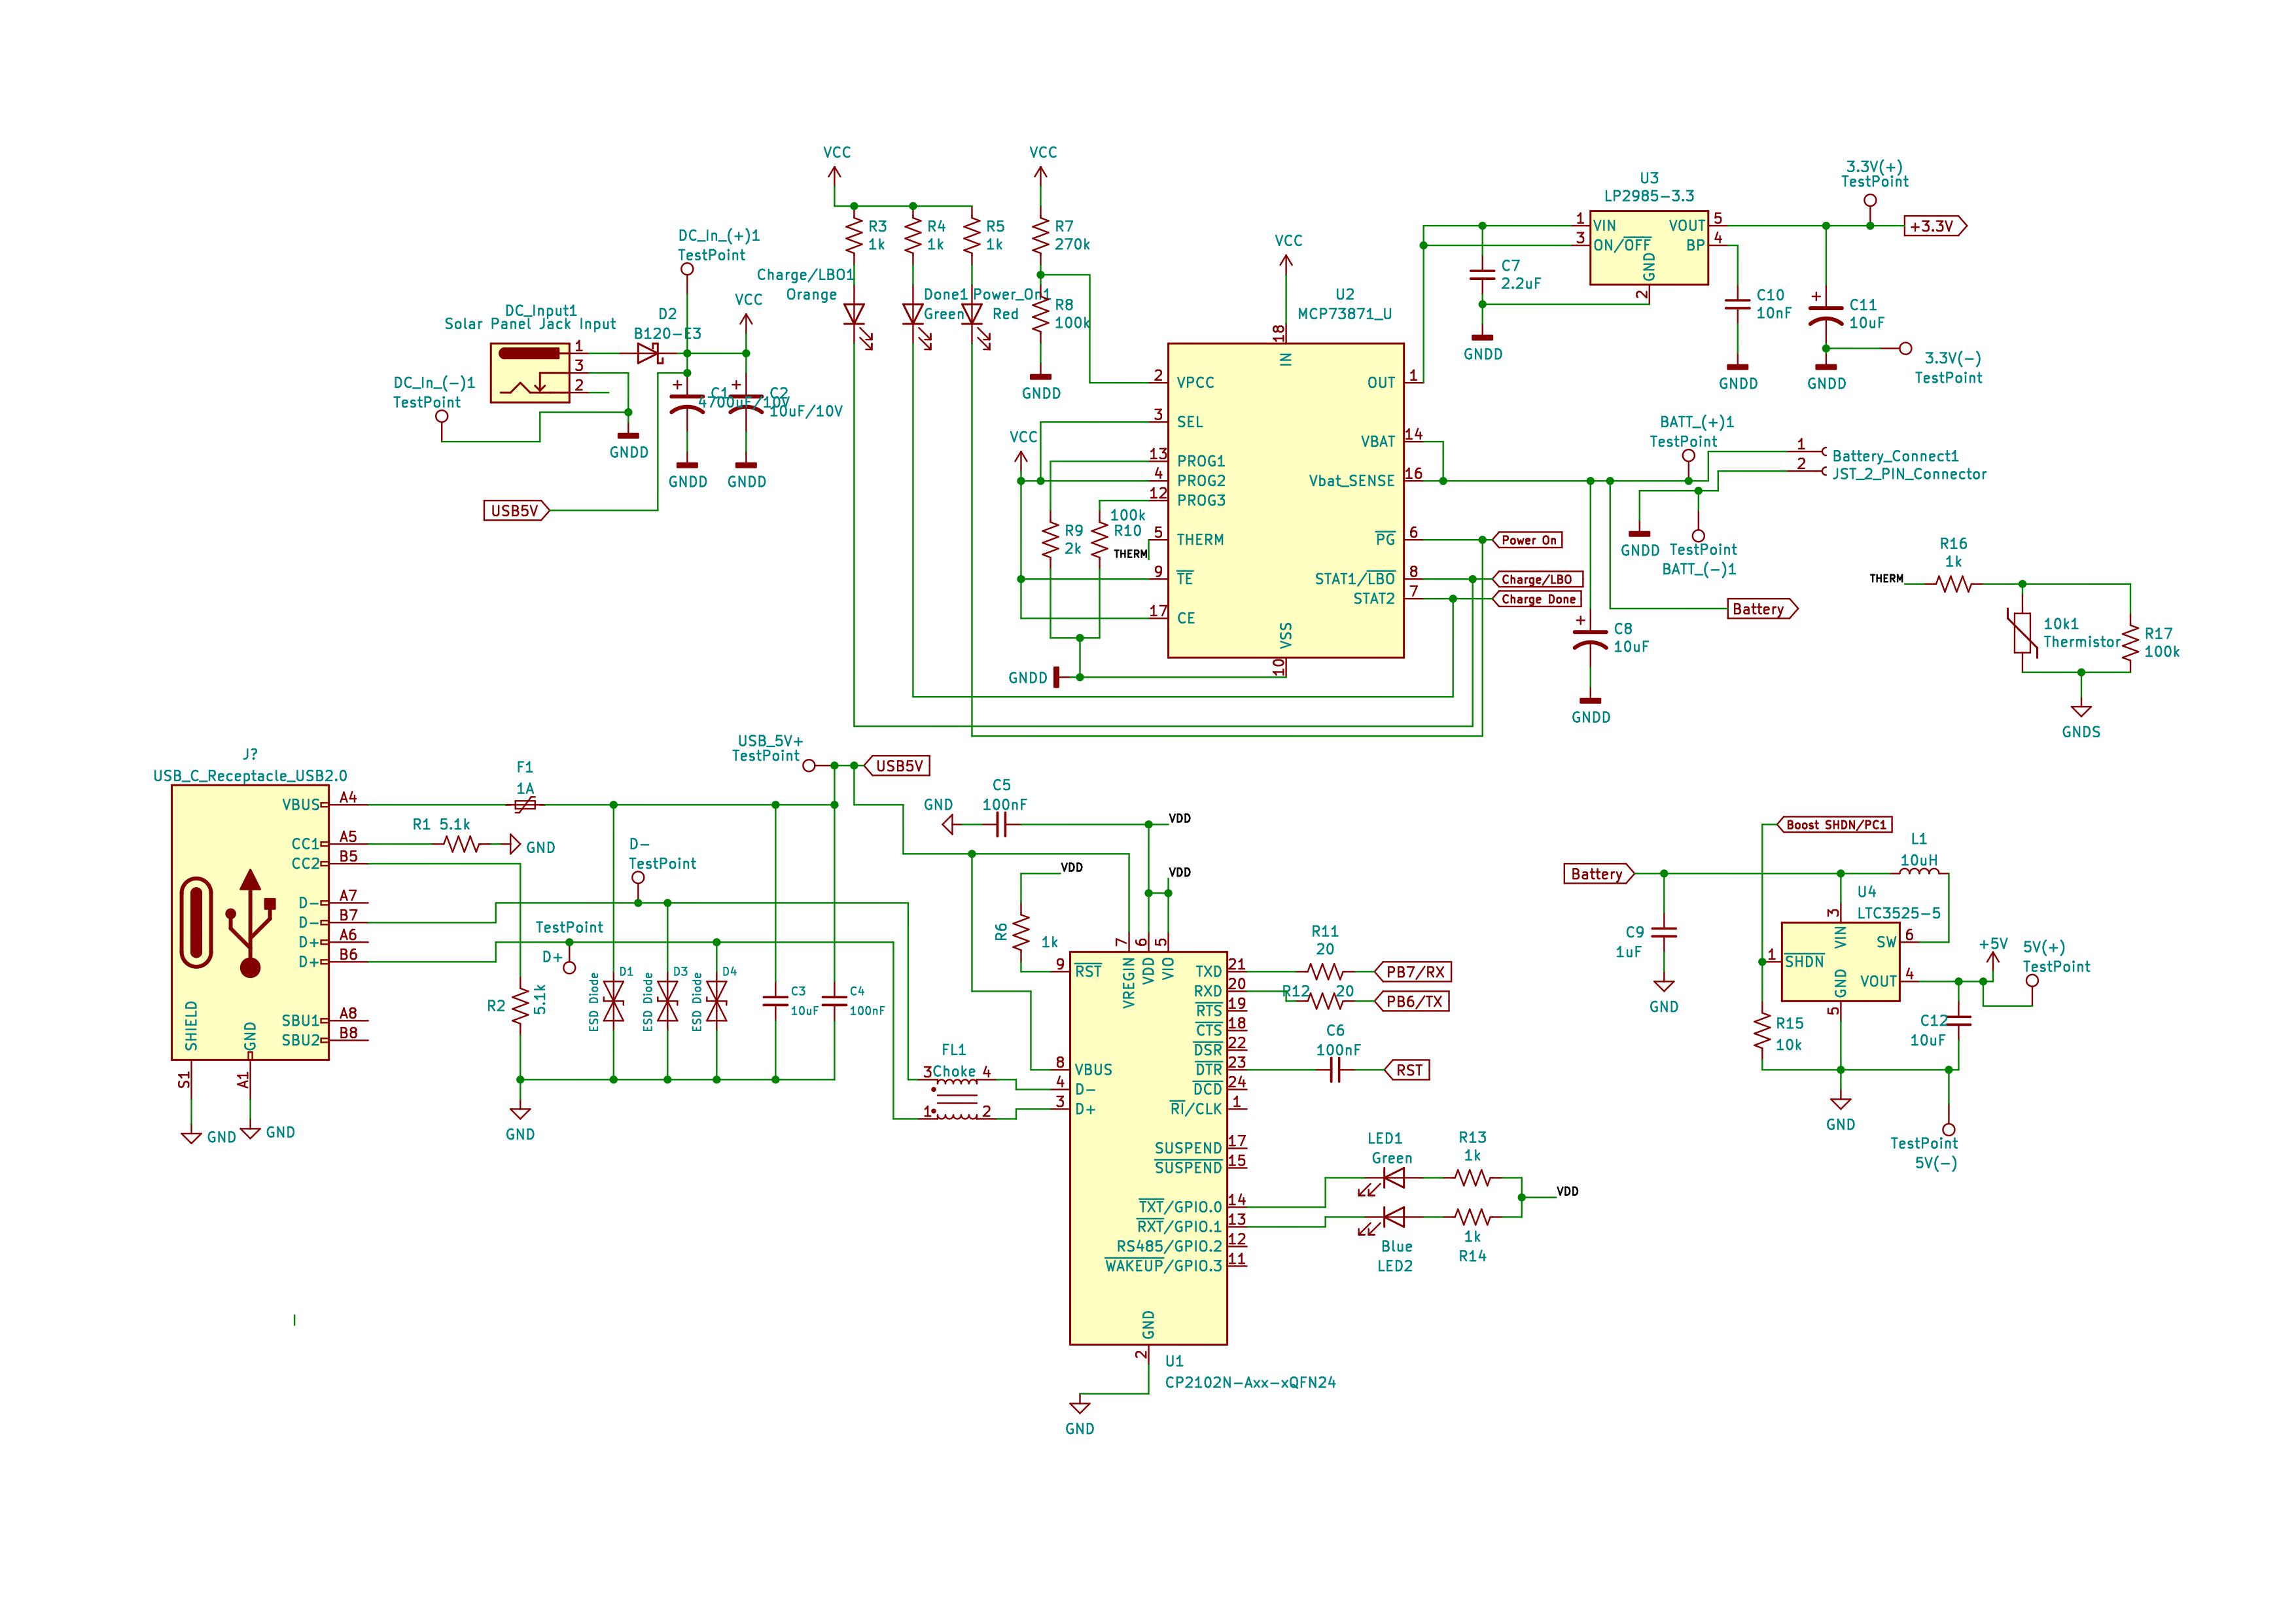 VCC
R3
1k
R4
1k
R5
1k
Charge/LBO1
Orange
Done1
Green
Power_On1
Red
VCC
R7
270k
R8
100k
GNDD
DC_In_(+)1
TestPoint
VCC
DC_Input1
Solar Panel Jack Input
1
3
2
D2
B120-E3
DC_In_(-)1
TestPoint
GNDD
C1
4700uF/10V
C2
10uF/10V
GNDD
GNDD
USB5V
VCC
VCC
U2
MCP73871_U
18
IN
2
VPCC
3
SEL
13
PROG1
4
PROG2
12
PROG3
5
THERM
9
TE
17
CE
VSS
10
OUT
1
VBAT
14
Vbat_SENSE
16
PG
6
STAT1/LBO
8
STAT2
7
R9
2k
100k
R10
THERM
GNDD
Power On
Charge/LBO
Charge Done
U3
LP2985-3.3
1
VIN
3
ON/OFF
VOUT
5
BP
4
GND
2
C7
2.2uF
GNDD
C10
10nF
GNDD
C11
10uF
GNDD
3.3V(+)
TestPoint
+3.3V
3.3V(-)
TestPoint
BATT_(+)1
TestPoint
1
2
Battery_Connect1
JST_2_PIN_Connector
GNDD
TestPoint
BATT_(-)1
Battery
C8
10uF
GNDD
THERM
R16
1k
10k1
Thermistor
R17
100k
GNDS
J?
USB_C_Receptacle_USB2.0
VBUS
A4
CC1
A5
CC2
B5
D-
A7
D-
B7
D+
A6
D+
B6
SBU1
A8
SBU2
B8
SHIELD
S1
GND
A1
GND
GND
F1
1A
R1 5.1k
GND
R2
5.1k
GND
D-
TestPoint
TestPoint
D+
ESD Diode
D1
ESD Diode
D3
ESD Diode
D4
C3
10uF
C4
100nF
USB_5V+
TestPoint
USB5V
FL1
Choke
3
4
1
2
GND
C5
100nF
VDD
VDD
VDD
R6
1k
7
VREGIN
6
VDD
5
VIO
9
RST
8
VBUS
4
D-
3
D+
TXD
21
RXD
20
RTS
19
CTS
18
DSR
22
DTR
23
DCD
24
RI/CLK
1
SUSPEND
17
SUSPEND
15
TXT/GPIO.0
14
RXT/GPIO.1
13
RS485/GPIO.2
12
WAKEUP/GPIO.3
11
GND
2
U1
CP2102N-Axx-xQFN24
GND
R11
20
PB7/RX
R12
20
PB6/TX
C6
100nF
RST
LED1
Green
R13
1k
Blue
LED2
1k
R14
VDD
Boost SHDN/PC1
Battery
C9
1uF
GND
L1
10uH
U4
LTC3525-5
3
VIN
1
SHDN
SW
6
VOUT
4
GND
5
R15
10k
GND
C12
10uF
+5V
5V(+)
TestPoint
TestPoint
5V(-)